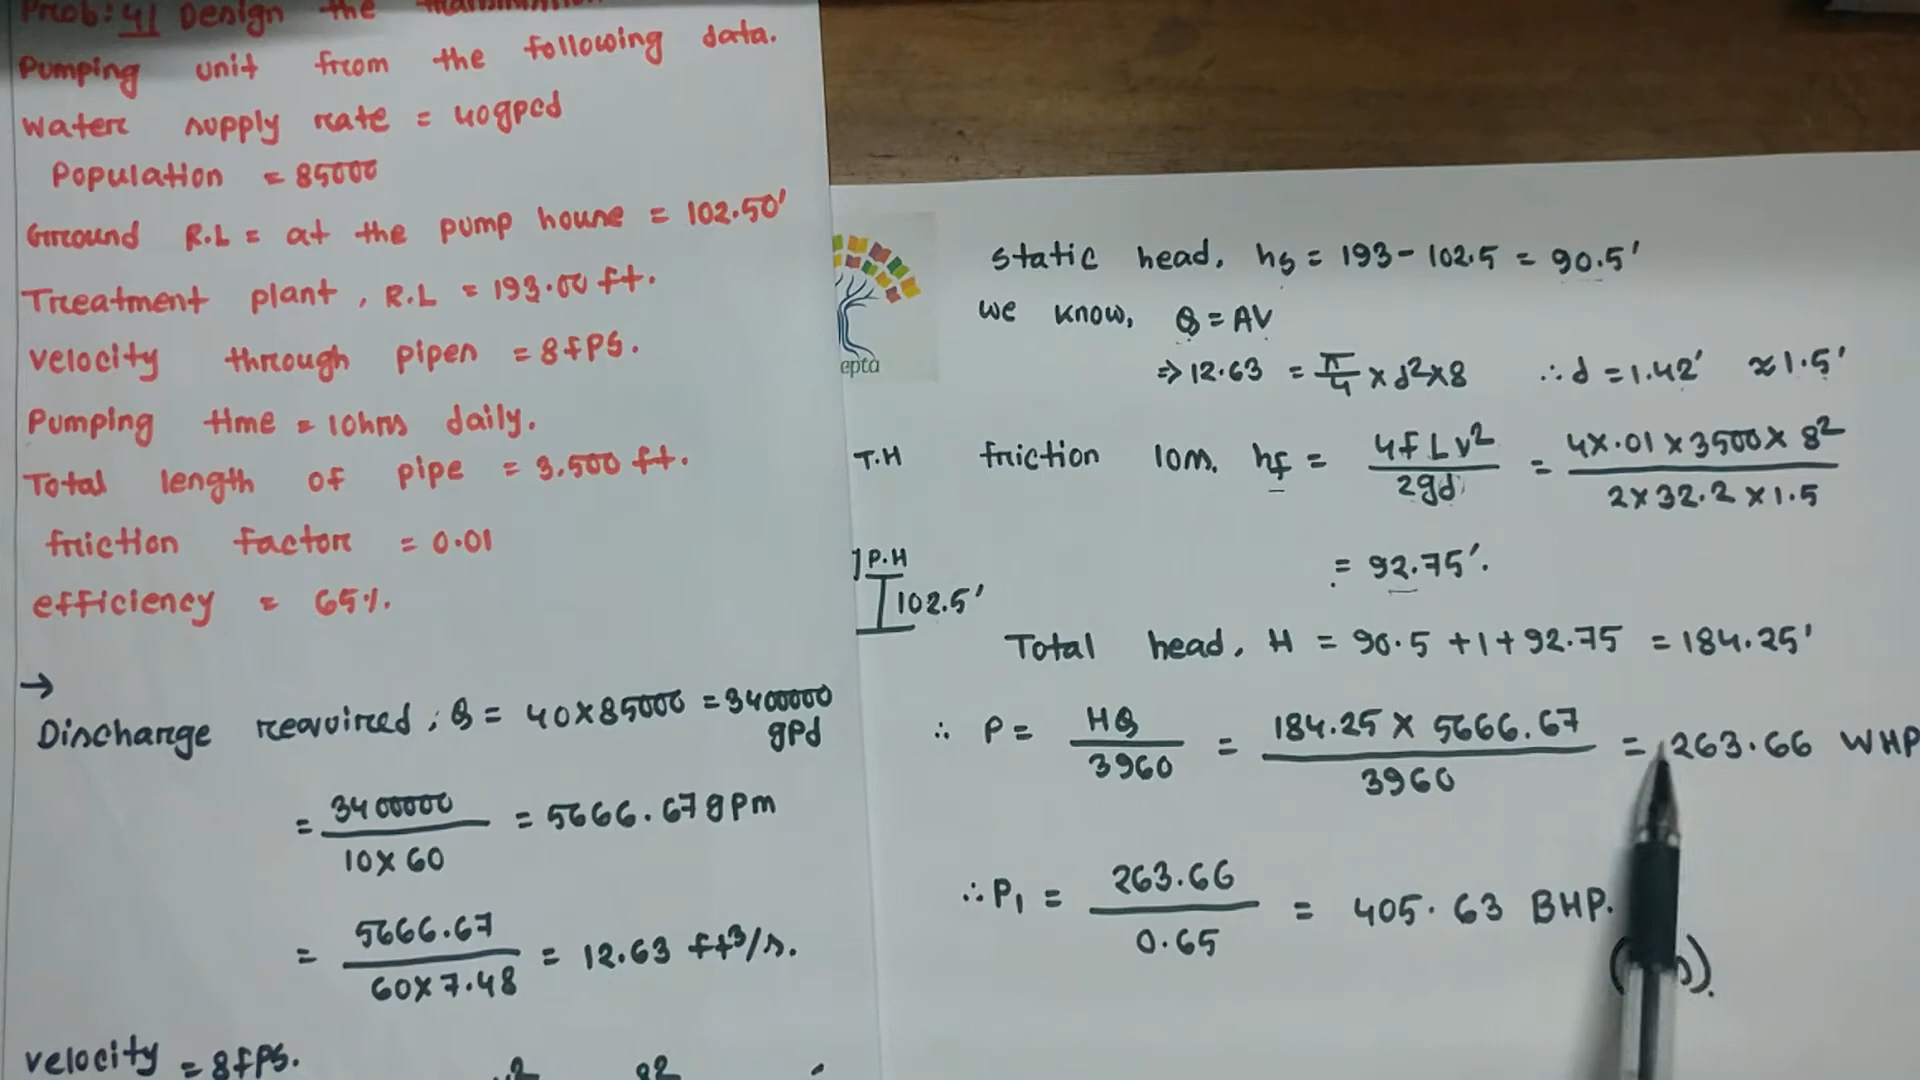 Prob: 41 Design the transmission
Pumping unit from the following data.
Water supply rate = 40gpcd
Population = 85000
Ground R.L = at the pump house = 102.50'
Treatment plant, R.L = 193.00 ft.
velocity through pipes = 8fPS.
Pumping time = 10hrs daily.
Total length of pipe = 3.500 ft.
friction factor = 0.01
efficiency = 65%.
→
Discharge required, Q = 40×85000 = 3400000 gpd
= 3400000 / 10×60 = 5666.67 gpm
= 5666.67 / 60×7.48 = 12.63 ft³/s.
velocity = 8fPS.
epta
T.H
P.H
102.5'
static head, hs = 193 - 102.5 = 90.5'
we know, Q = AV
⇒ 12.63 = π/4 × d² × 8 ∴ d = 1.42' ≈ 1.5'
friction loss, hf = 4fLv² / 2gd = 4×.01×3500×8² / 2×32.2×1.5
= 92.75'.
Total head, H = 90.5 + 1 + 92.75 = 184.25'
∴ P = HQ / 3960 = 184.25 × 5666.67 / 3960 = 263.66 WHP
∴ P₁ = 263.66 / 0.65 = 405.63 BHP.